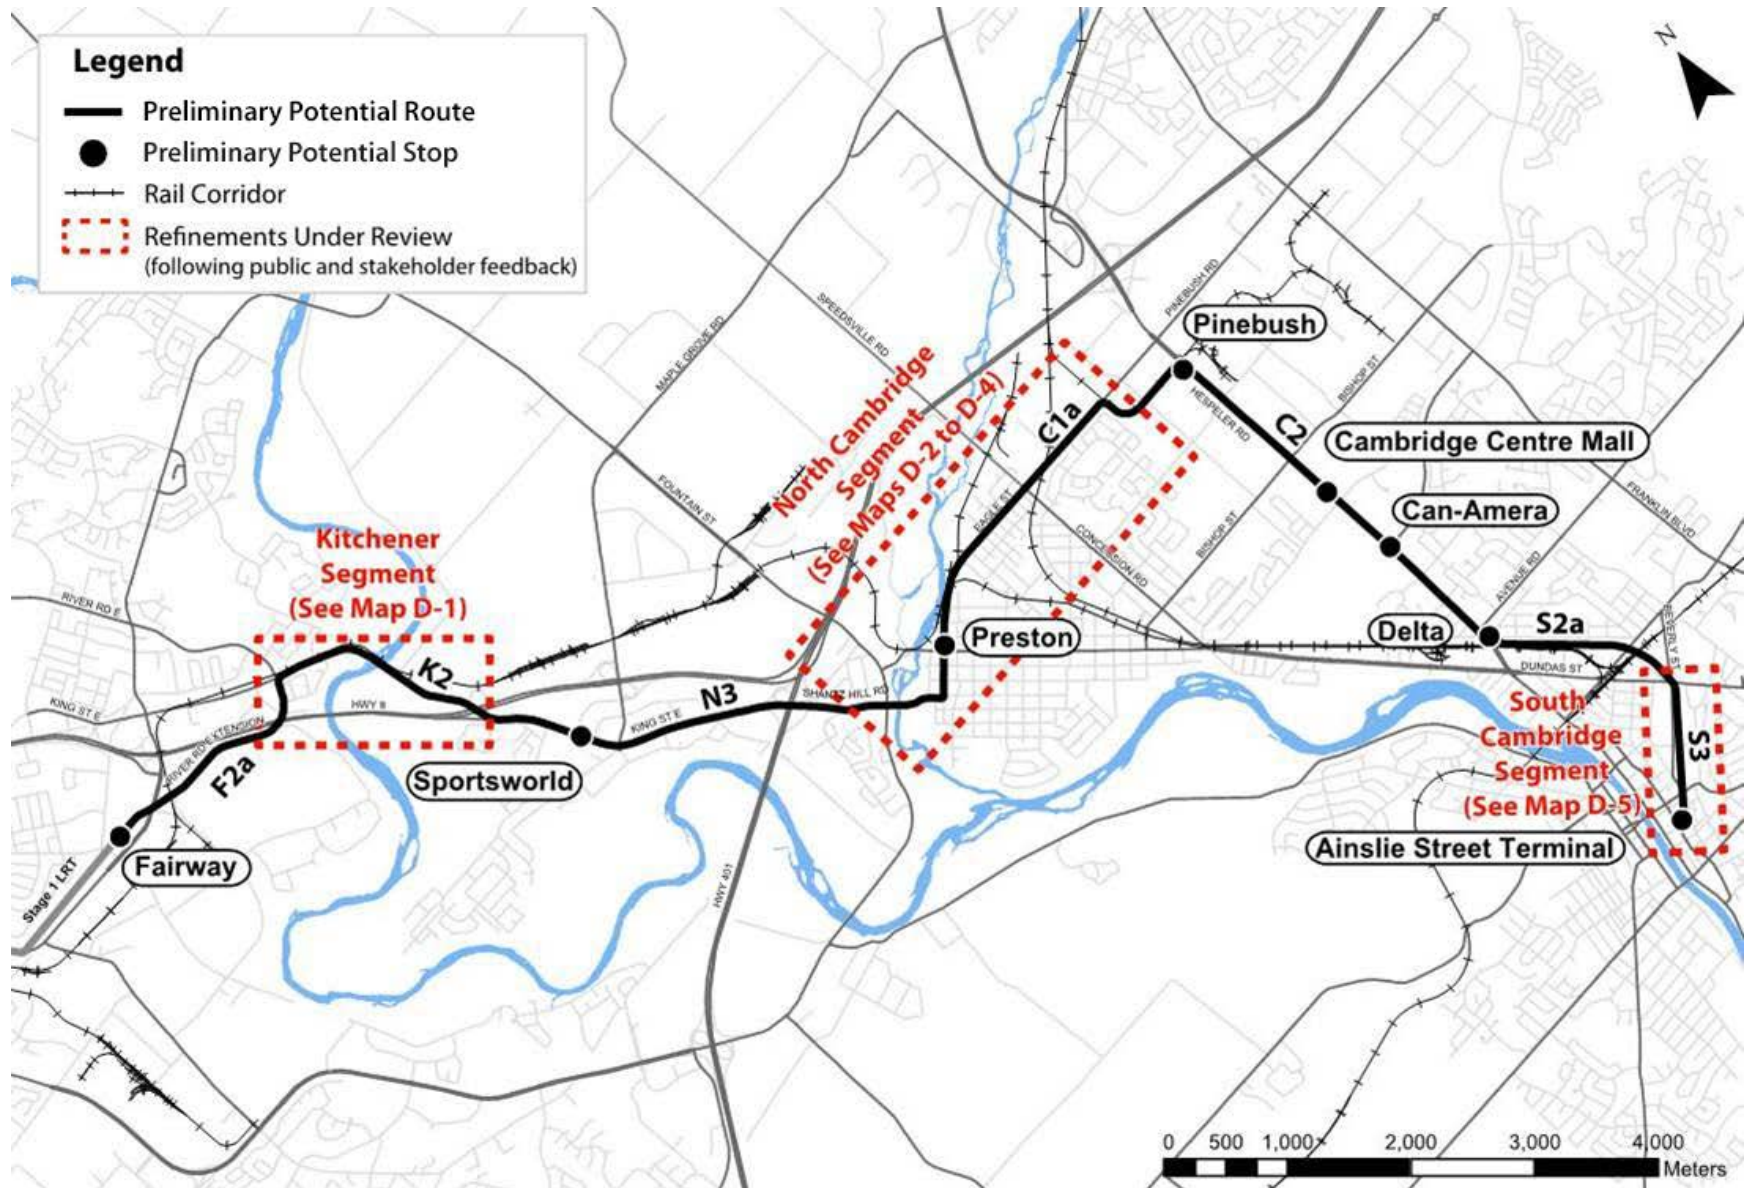 Legend
Preliminary Potential Route
Preliminary Potential Stop
Rail Corridor
Refinements Under Review
(following public and stakeholder feedback)
N
PINEBUSH RD
Pinebush
SPEEDSVILLE RD
MAPLE GROVE RD
North Cambridge
Segment
(See Maps D-2 to D-4)
C1a
HESPELER RD
BISHOP ST
C2
Cambridge Centre Mall
FOUNTAIN ST
EAGLE ST
CONCESSION RD
BISHOP ST
Can-Amera
FRANKLIN BLVD
Kitchener
Segment
(See Map D-1)
RIVER RD E
AVENUE RD
BEVERLY ST
Preston
Delta
S2a
DUNDAS ST
K2
N3
SHANTZ HILL RD
KING ST E
HWY 8
KING ST E
RIVER RD EXTENSION
F2a
Sportsworld
South
Cambridge
Segment
(See Map D-5)
S3
Ainslie Street Terminal
Fairway
Stage 1 LRT
HWY 401
0 500 1,000 2,000 3,000 4,000
Meters